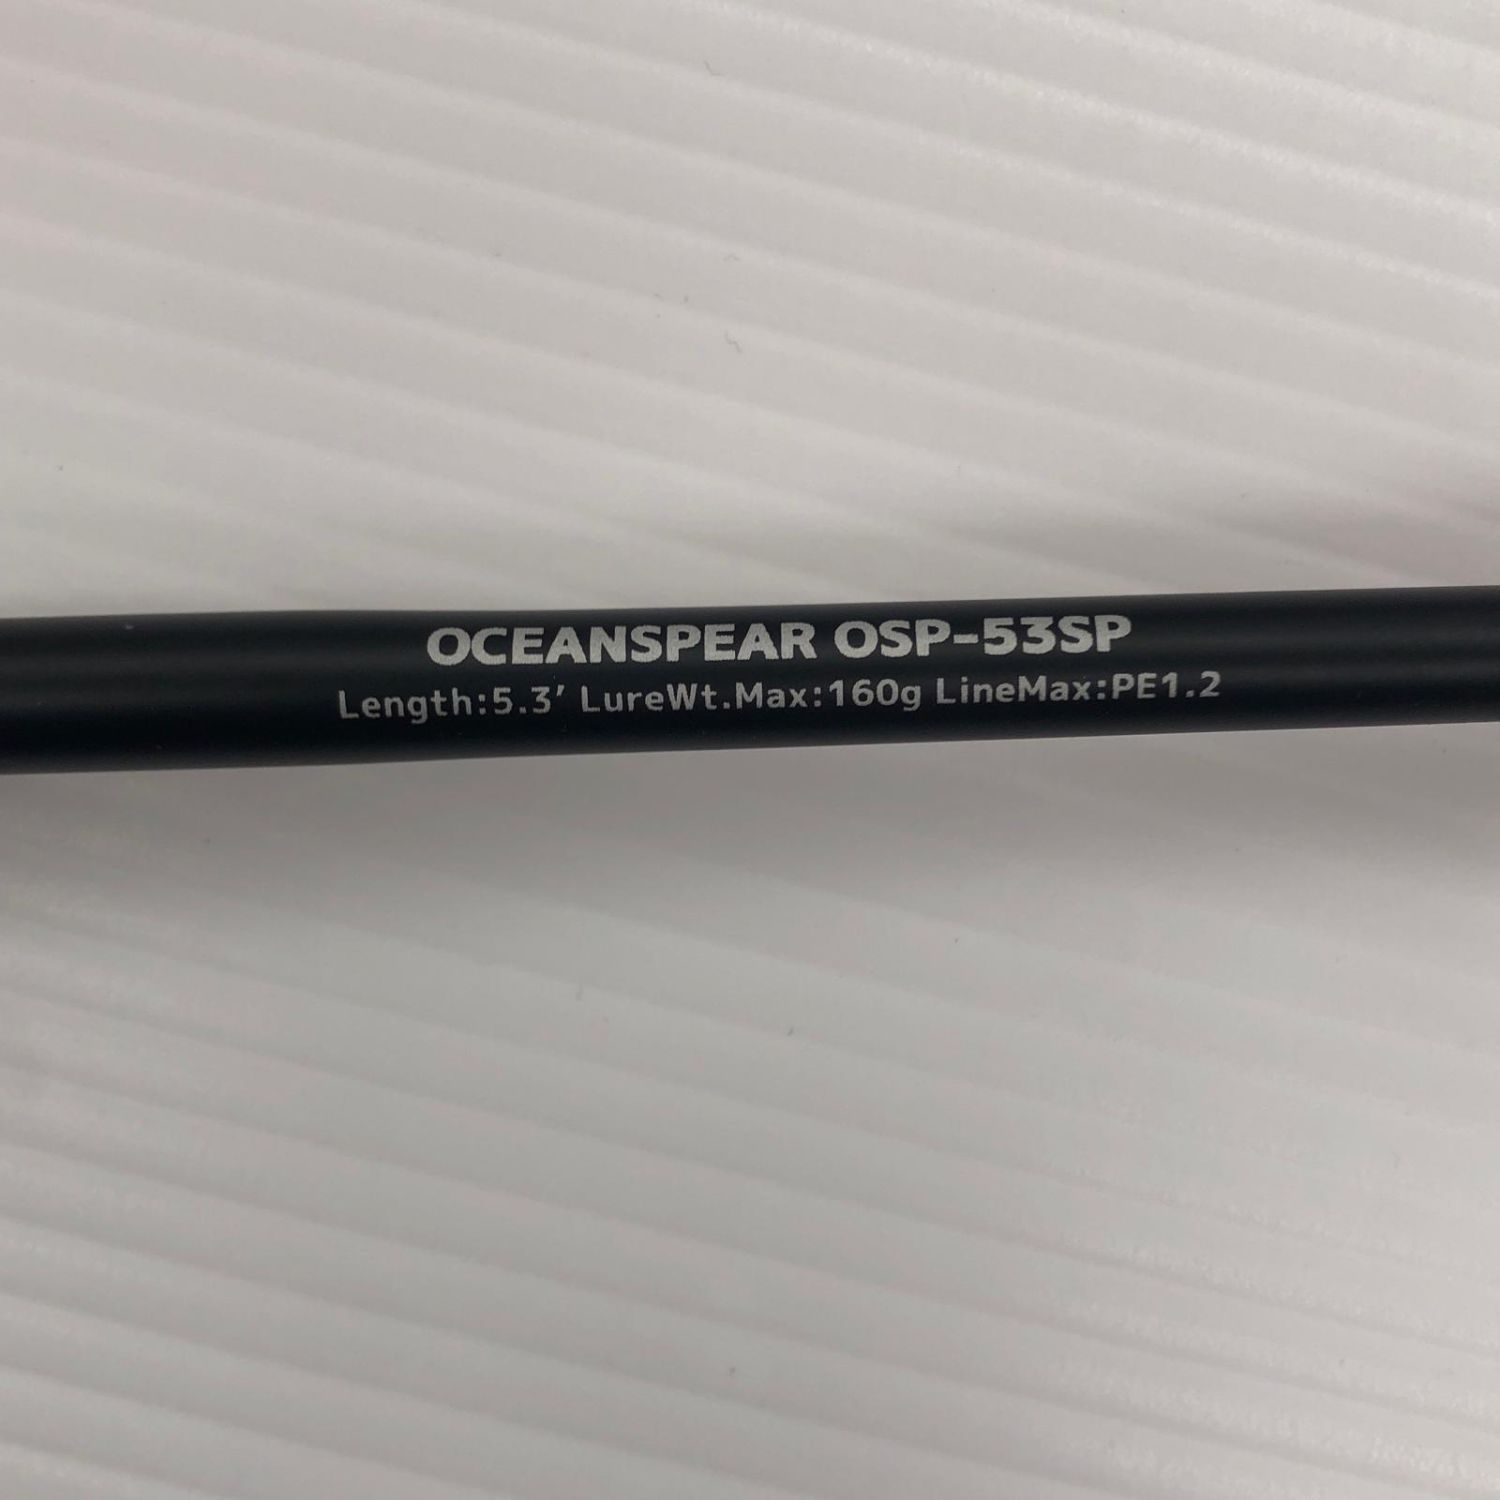 OCEANSPEAR OSP-53SP
Length:5.3′ LureWt.Max:160g LineMax:PE1.2